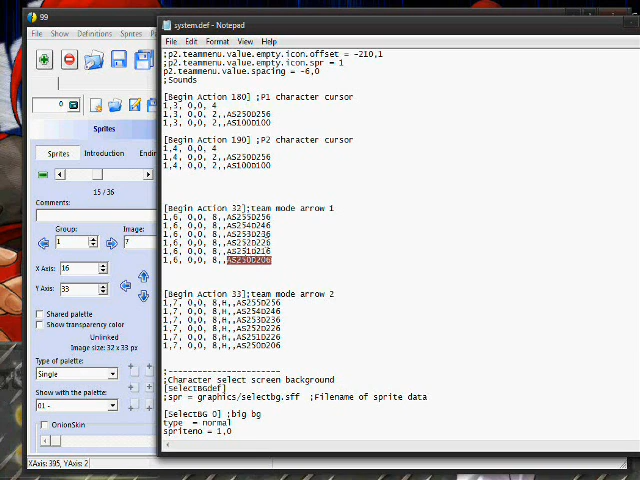 99
File Show Definitions Sprites
0
Sprites
Sprites Introduction Endin
15 / 36
Comments:
Group: Image:
1 7
X Axis: 16
Y Axis: 33
Shared palette
Show transparency color
Unlinked
Image size: 32 x 33 px
Type of palette:
Single
Show with the palette:
01 -
OnionSkin
XAxis: 395, YAxis: 2
system.def - Notepad
File Edit Format View Help
;p2.teammenu.value.empty.icon.offset = -210,1
;p2.teammenu.value.empty.icon.spr = 1
p2.teammenu.value.spacing = -6,0
;Sounds
[Begin Action 180] ;P1 character cursor
1,3, 0,0, 4
1,3, 0,0, 2,,AS250D256
1,3, 0,0, 2,,AS100D100
[Begin Action 190] ;P2 character cursor
1,4, 0,0, 4
1,4, 0,0, 2,,AS250D256
1,4, 0,0, 2,,AS100D100
[Begin Action 32];team mode arrow 1
1,6, 0,0, 8,,AS255D256
1,6, 0,0, 8,,AS254D246
1,6, 0,0, 8,,AS253D236
1,6, 0,0, 8,,AS252D226
1,6, 0,0, 8,,AS251D216
1,6, 0,0, 8,,AS250D206
[Begin Action 33];team mode arrow 2
1,7, 0,0, 8,H,,AS255D256
1,7, 0,0, 8,H,,AS254D246
1,7, 0,0, 8,H,,AS253D236
1,7, 0,0, 8,H,,AS252D226
1,7, 0,0, 8,H,,AS251D226
1,7, 0,0, 8,H,,AS250D206
;-----------------------
;Character select screen background
[SelectBGdef]
;spr = graphics/selectbg.sff ;Filename of sprite data
[SelectBG 0] ;big bg
type = normal
spriteno = 1,0